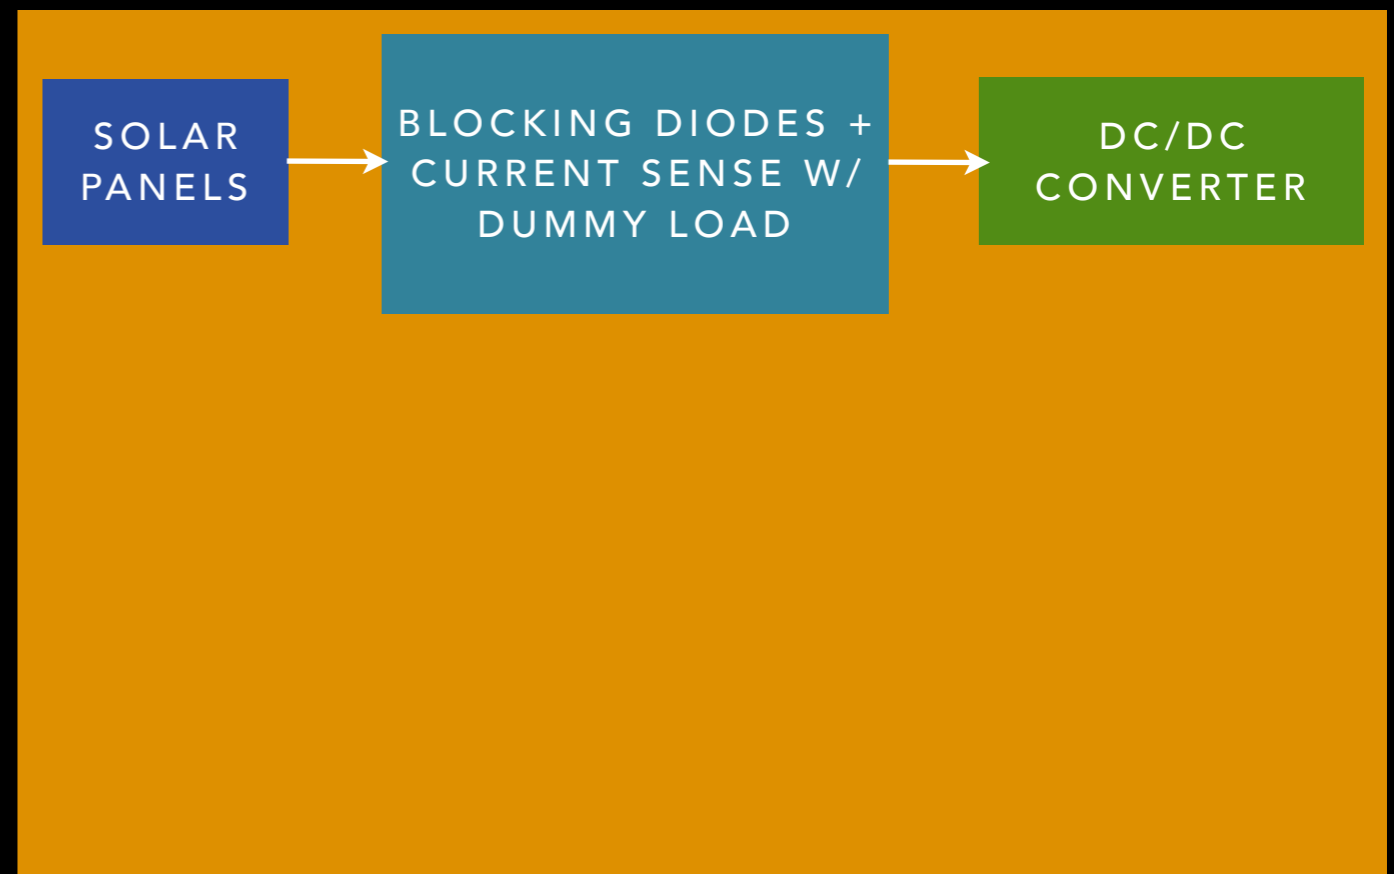 SOLAR
PANELS
BLOCKING DIODES +
CURRENT SENSE W/
DUMMY LOAD
DC/DC
CONVERTER